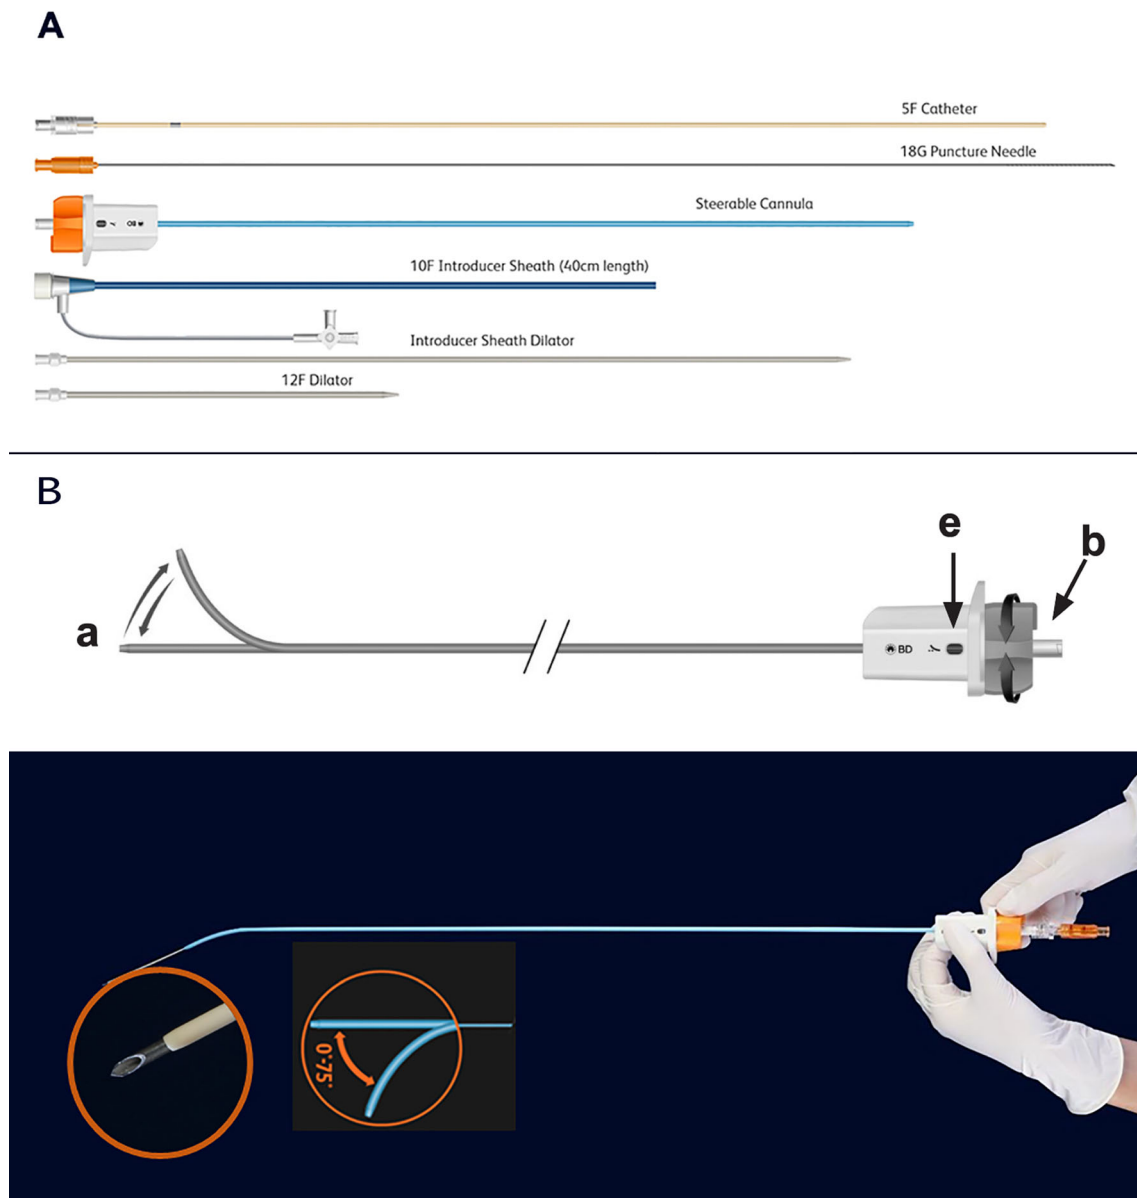 A
5F Catheter
18G Puncture Needle
Steerable Cannula
BD
10F Introducer Sheath (40cm length)
Introducer Sheath Dilator
12F Dilator
B
e
b
a
BD
0°-75°